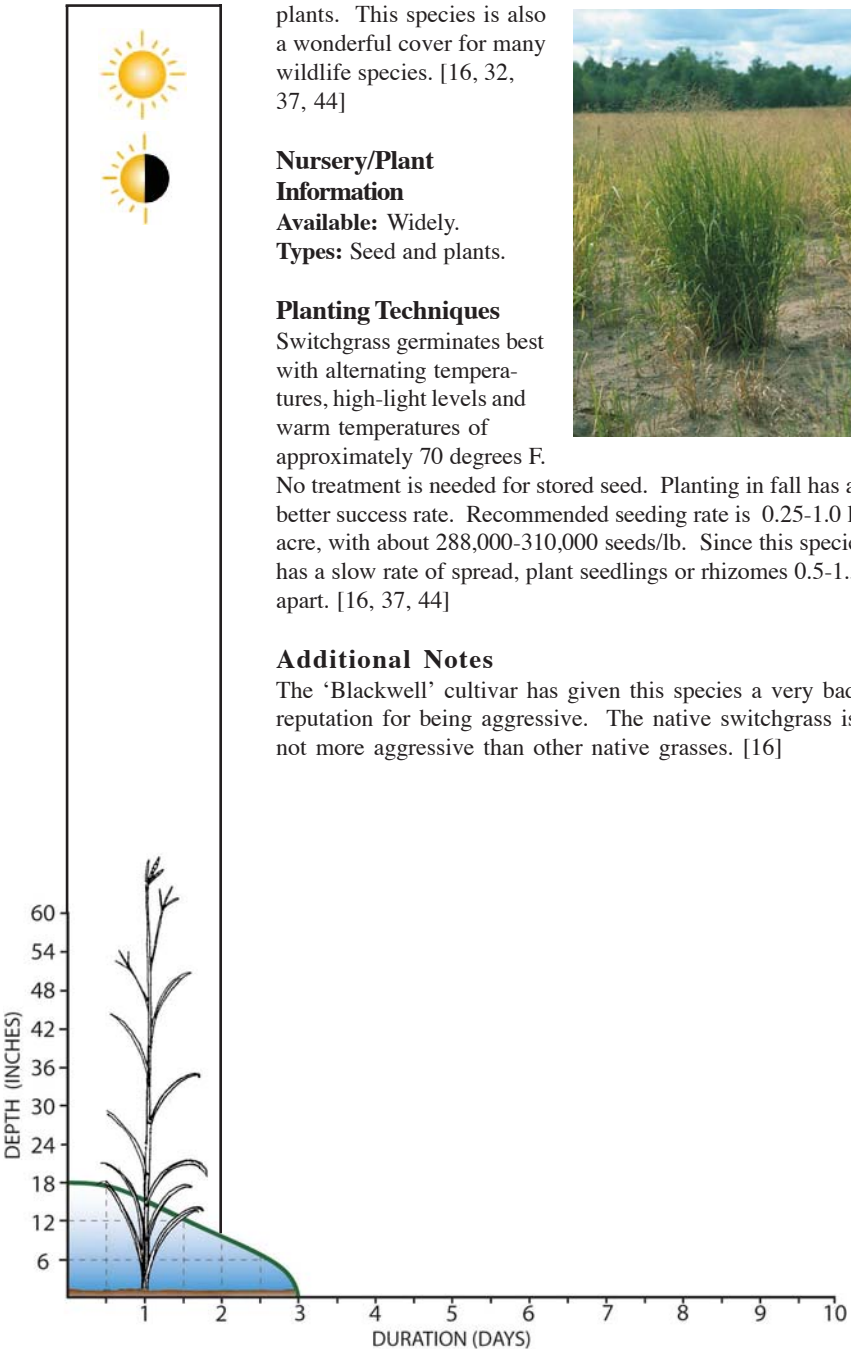 plants. This species is also
a wonderful cover for many
wildlife species. [16, 32,
37, 44]
Nursery/Plant
Information
Available: Widely.
Types: Seed and plants.
Planting Techniques
Switchgrass germinates best
with alternating tempera-
tures, high-light levels and
warm temperatures of
approximately 70 degrees F.
No treatment is needed for stored seed. Planting in fall has a
better success rate. Recommended seeding rate is 0.25-1.0
acre, with about 288,000-310,000 seeds/lb. Since this
has a slow rate of spread, plant seedlings or rhizomes
apart. [16, 37, 44]
Additional Notes
The ‘Blackwell’ cultivar has given this species a very bad
reputation for being aggressive. The native switchgrass is
not more aggressive than other native grasses. [16]
60
54
48
42
36
30
24
18
12
6
DEPTH (INCHES)
1 2 3 4 5 6 7 8 9 10
DURATION (DAYS)